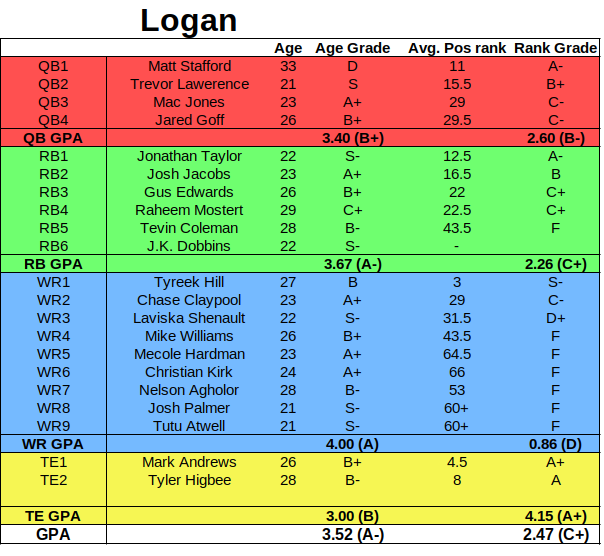 Logan
Age Age Grade Avg. Pos rank Rank Grade
QB1 Matt Stafford 33 D 11 A-
QB2 Trevor Lawerence 21 S 15.5 B+
QB3 Mac Jones 23 A+ 29 C-
QB4 Jared Goff 26 B+ 29.5 C-
QB GPA 3.40 (B+) 2.60 (B-)
RB1 Jonathan Taylor 22 S- 12.5 A-
RB2 Josh Jacobs 23 A+ 16.5 B
RB3 Gus Edwards 26 B+ 22 C+
RB4 Raheem Mostert 29 C+ 22.5 C+
RB5 Tevin Coleman 28 B- 43.5 F
RB6 J.K. Dobbins 22 S- -
RB GPA 3.67 (A-) 2.26 (C+)
WR1 Tyreek Hill 27 B 3 S-
WR2 Chase Claypool 23 A+ 29 C-
WR3 Laviska Shenault 22 S- 31.5 D+
WR4 Mike Williams 26 B+ 43.5 F
WR5 Mecole Hardman 23 A+ 64.5 F
WR6 Christian Kirk 24 A+ 66 F
WR7 Nelson Agholor 28 B- 53 F
WR8 Josh Palmer 21 S- 60+ F
WR9 Tutu Atwell 21 S- 60+ F
WR GPA 4.00 (A) 0.86 (D)
TE1 Mark Andrews 26 B+ 4.5 A+
TE2 Tyler Higbee 28 B- 8 A
TE GPA 3.00 (B) 4.15 (A+)
GPA 3.52 (A-) 2.47 (C+)